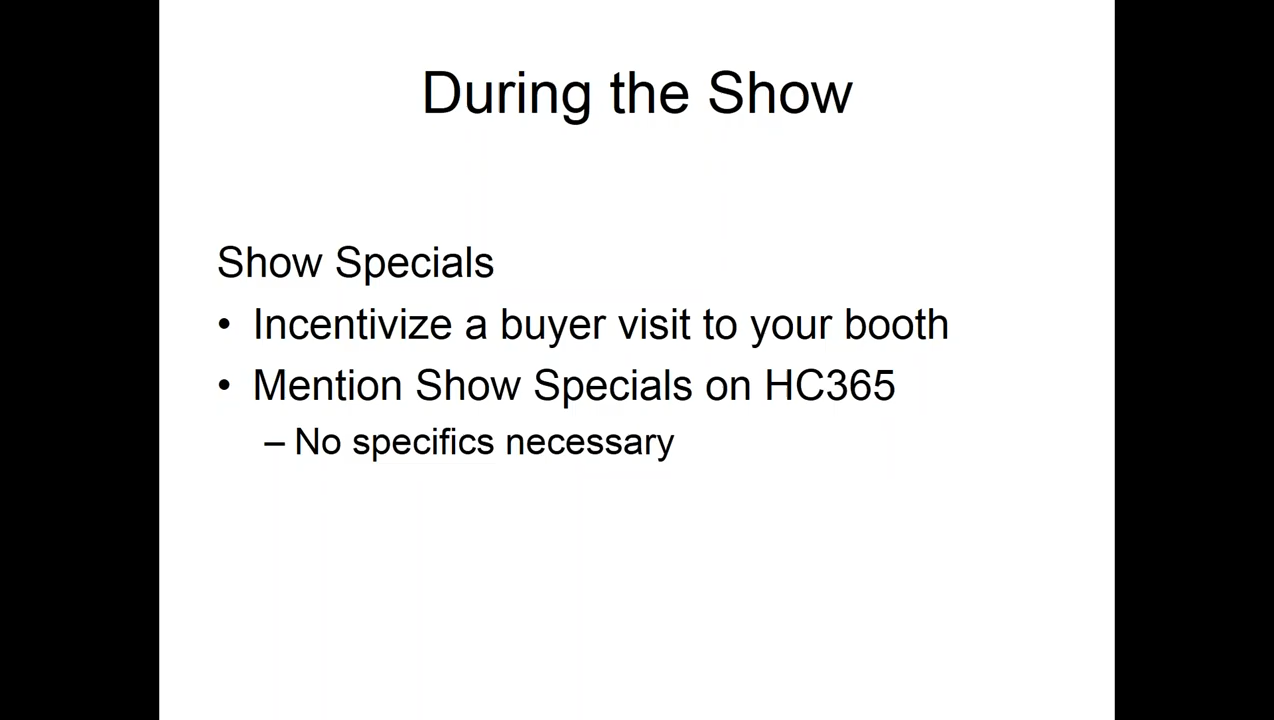 During the Show
Show Specials
• Incentivize a buyer visit to your booth
• Mention Show Specials on HC365
– No specifics necessary